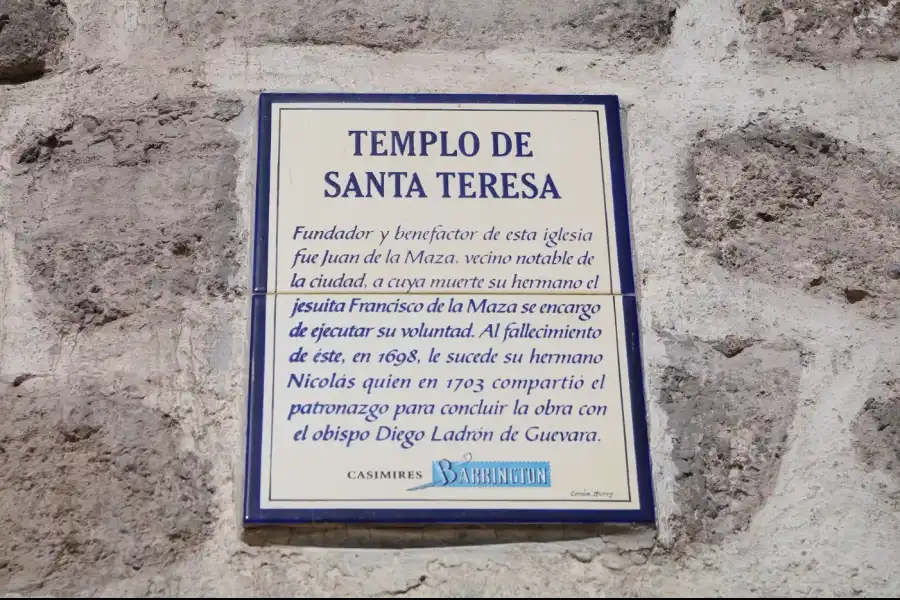 TEMPLO DE
SANTA TERESA
Fundador y benefactor de esta iglesia
fue Juan de la Maza, vecino notable de
la ciudad, a cuya muerte su hermano el
jesuita Francisco de la Maza se encargo
de ejecutar su voluntad. Al fallecimiento
de éste, en 1698, le sucede su hermano
Nicolás quien en 1703 compartió el
patronazgo para concluir la obra con
el obispo Diego Ladrón de Guevara.
CASIMIRES BARRINGTON